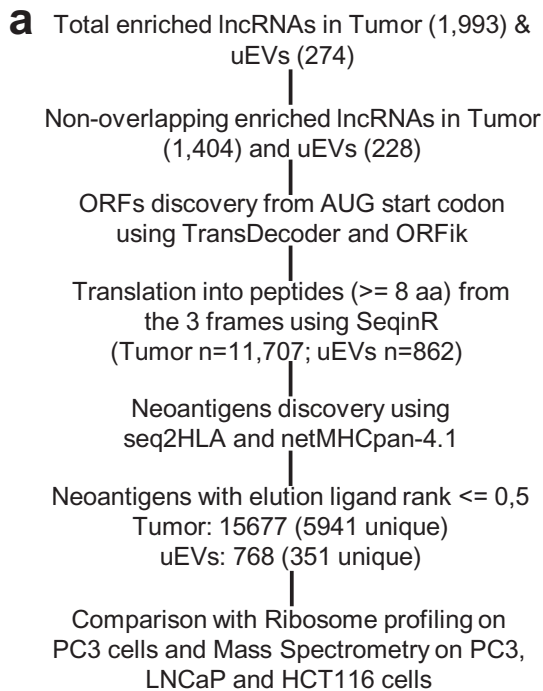 a
Total enriched lncRNAs in Tumor (1,993) &
uEVs (274)
Non-overlapping enriched lncRNAs in Tumor
(1,404) and uEVs (228)
ORFs discovery from AUG start codon
using TransDecoder and ORFik
Translation into peptides (>= 8 aa) from
the 3 frames using SeqinR
(Tumor n=11,707; uEVs n=862)
Neoantigens discovery using
seq2HLA and netMHCpan-4.1
Neoantigens with elution ligand rank <= 0,5
Tumor: 15677 (5941 unique)
uEVs: 768 (351 unique)
Comparison with Ribosome profiling on
PC3 cells and Mass Spectrometry on PC3,
LNCaP and HCT116 cells